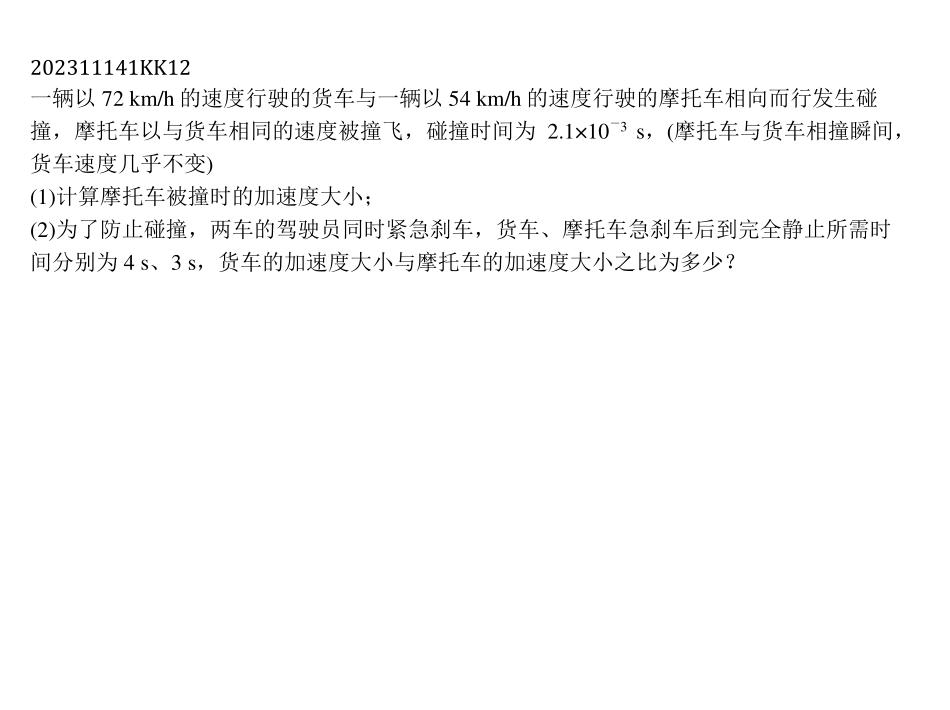 202311141KK12
一辆以 72 km/h 的速度行驶的货车与一辆以 54 km/h 的速度行驶的摩托车相向而行发生碰
撞，摩托车以与货车相同的速度被撞飞，碰撞时间为 2.1×10⁻³ s，(摩托车与货车相撞瞬间，
货车速度几乎不变)
(1)计算摩托车被撞时的加速度大小；
(2)为了防止碰撞，两车的驾驶员同时紧急刹车，货车、摩托车急刹车后到完全静止所需时
间分别为 4 s、3 s，货车的加速度大小与摩托车的加速度大小之比为多少？